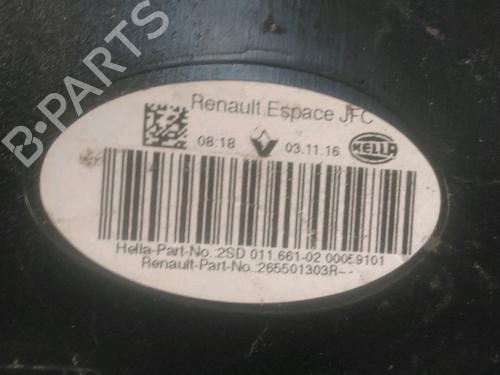 B-PARTS
Renault Espace JFC
08:18 03.11.16 HELLA
Hella-Part-No.:2SD 011.661-02 00059101
Renault-Part-No.:265501303R--